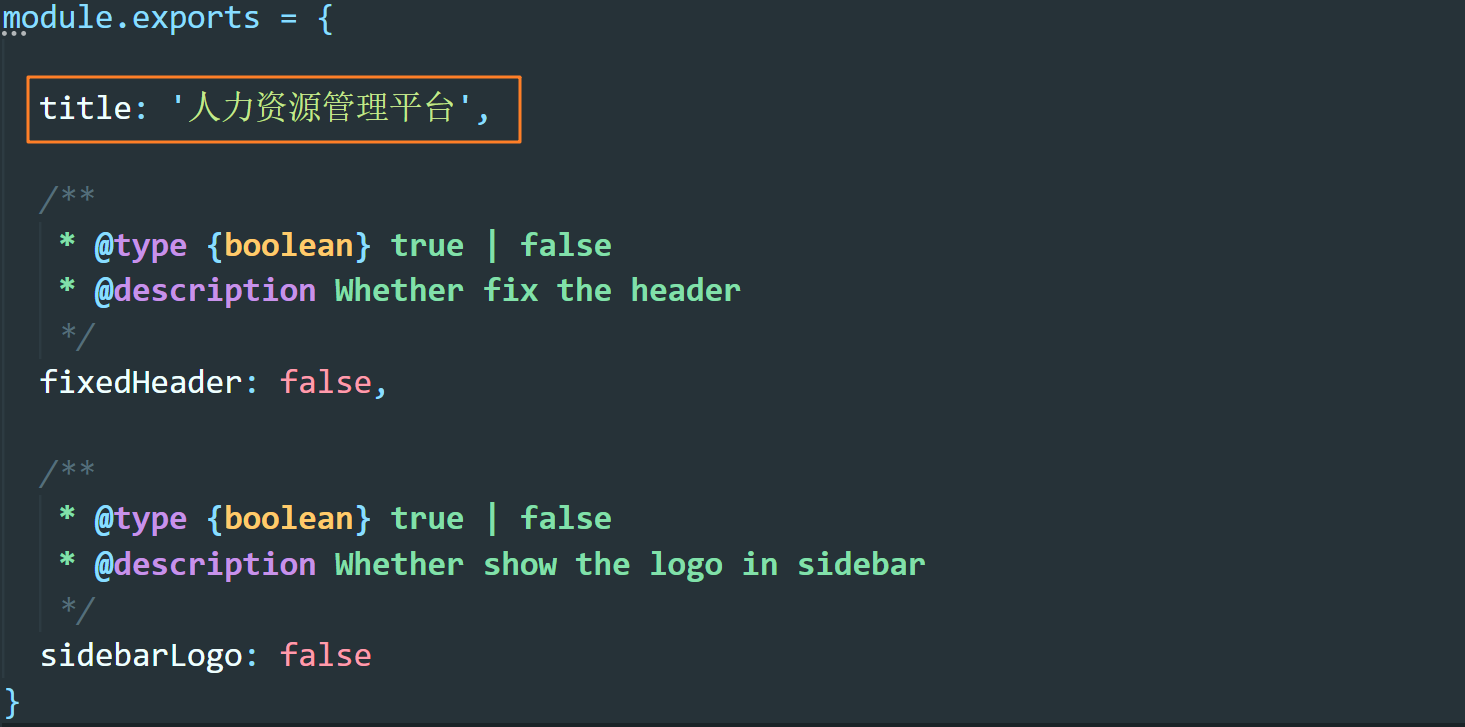 module.exports = {
title: '人力资源管理平台',
/**
* @type {boolean} true | false
* @description Whether fix the header
*/
fixedHeader: false,
/**
* @type {boolean} true | false
* @description Whether show the logo in sidebar
*/
sidebarLogo: false
}